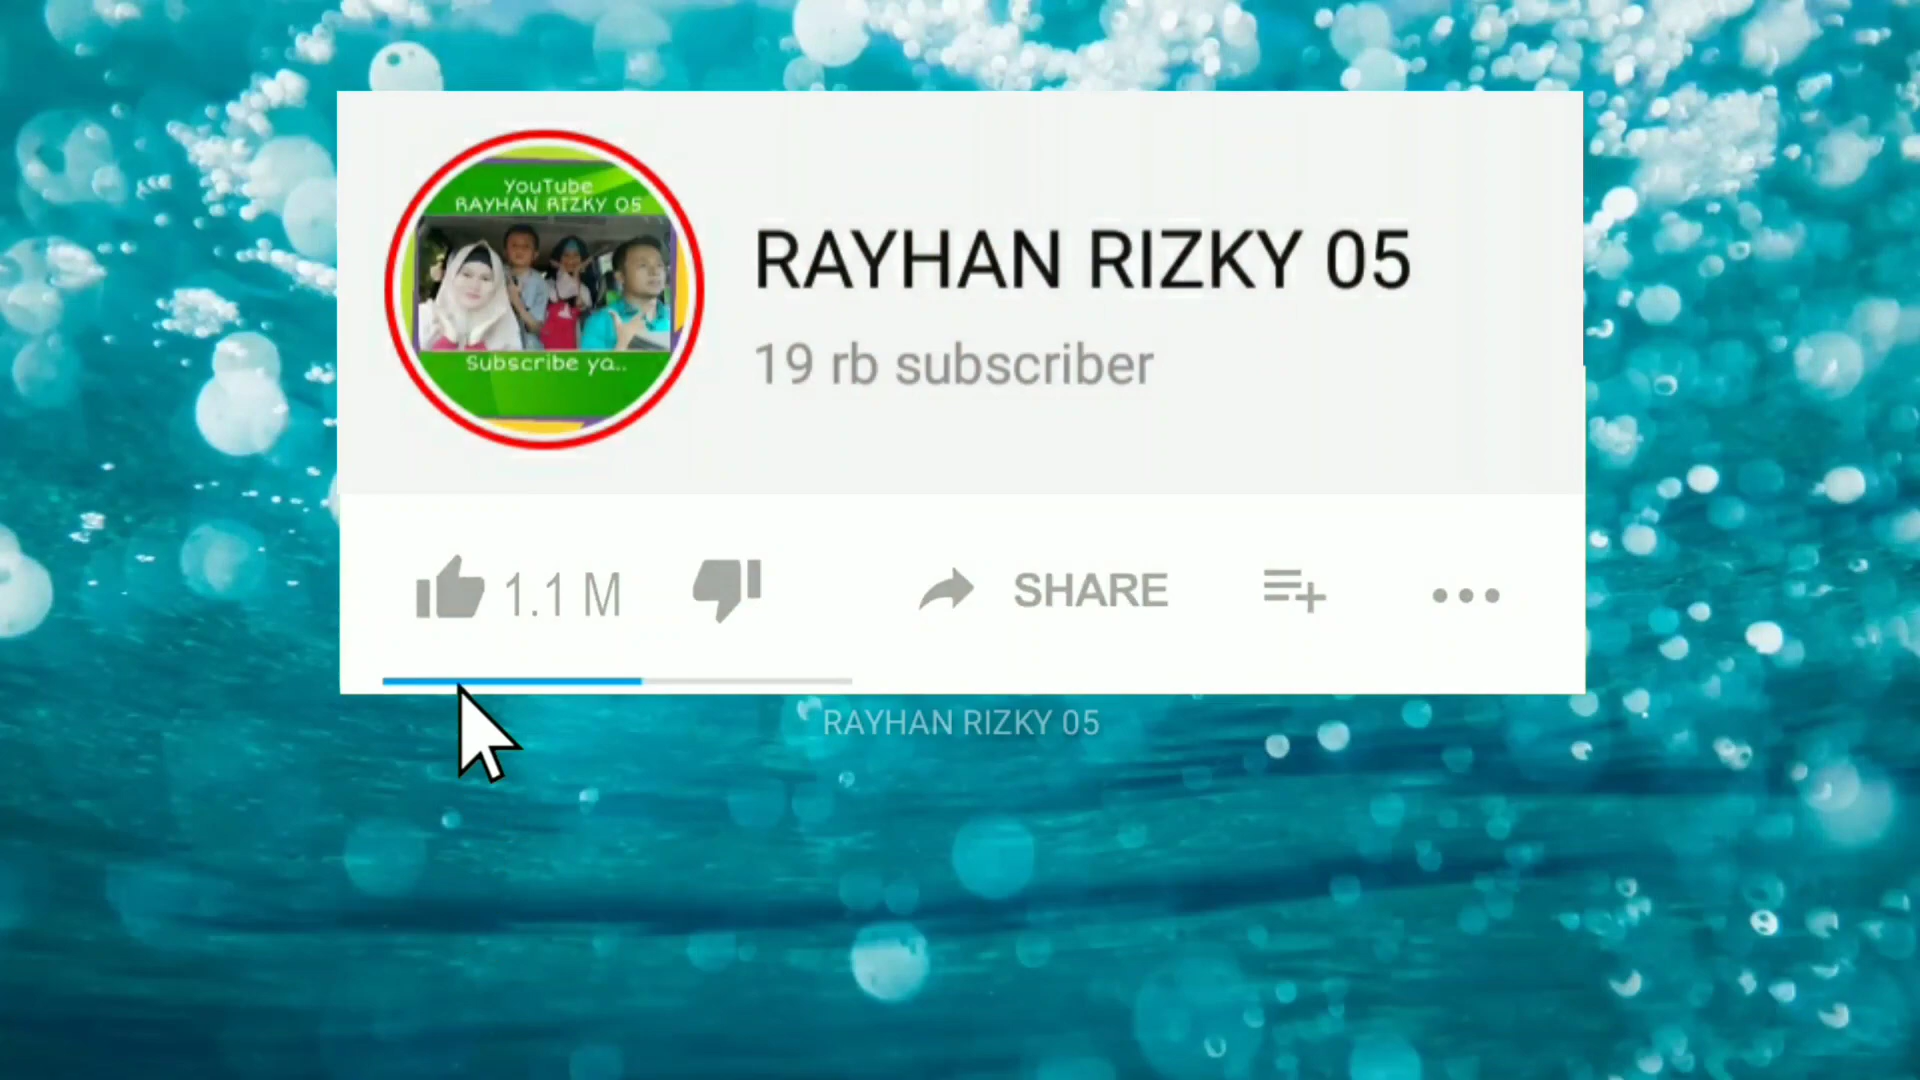 YouTube
RAYHAN RIZKY 05
Subscribe ya..
RAYHAN RIZKY 05
19 rb subscriber
1.1 M
SHARE
RAYHAN RIZKY 05